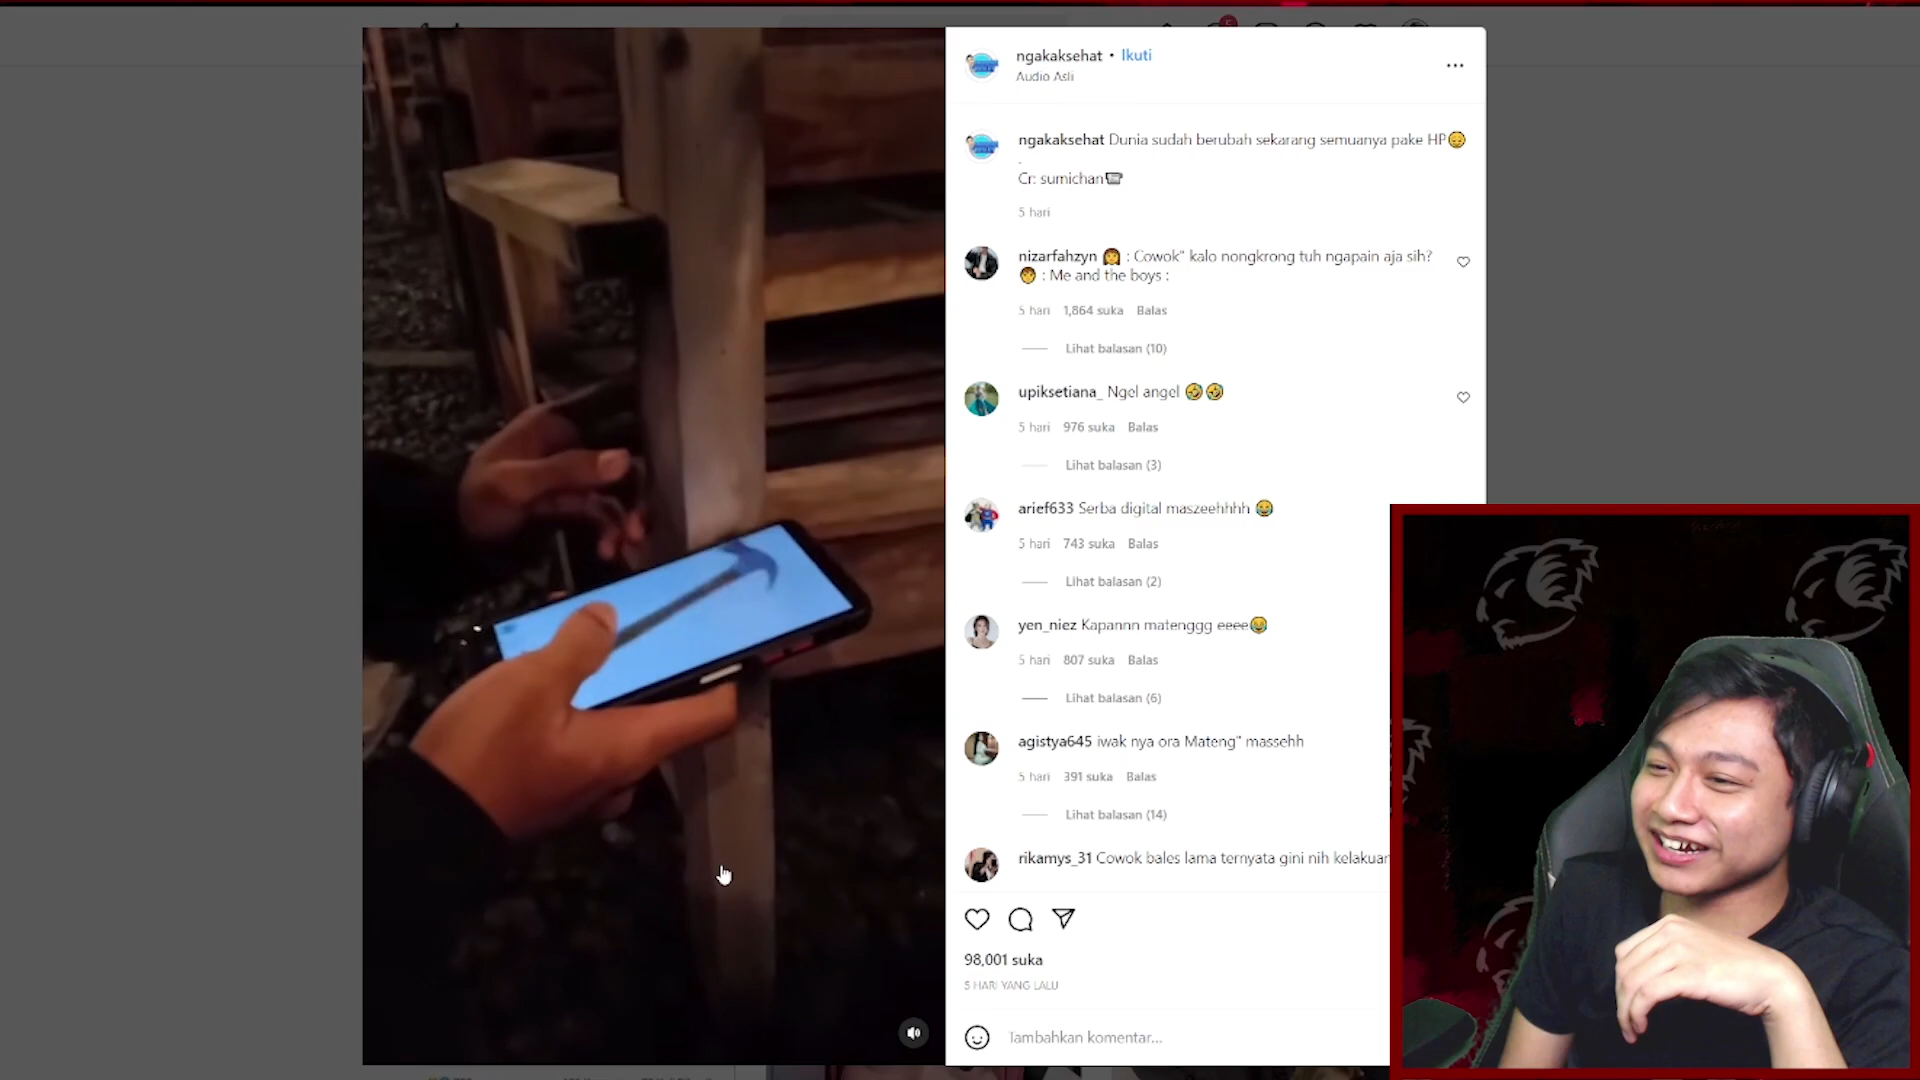 ngakaksehat • Ikuti
Audio Asli
ngakaksehat Dunia sudah berubah sekarang semuanya pake HP😔
.
Cr: sumichan📹
5 hari
nizarfahzyn 👩 : Cowok" kalo nongkrong tuh ngapain aja sih?
🧑 : Me and the boys :
5 hari 1,864 suka Balas
Lihat balasan (10)
upiksetiana_ Ngel angel 🤣🤣
5 hari 976 suka Balas
Lihat balasan (3)
arief633 Serba digital maszeehhhh 😂
5 hari 743 suka Balas
Lihat balasan (2)
yen_niez Kapannn matenggg eeee😂
5 hari 807 suka Balas
Lihat balasan (6)
agistya645 iwak nya ora Mateng" massehh
5 hari 391 suka Balas
Lihat balasan (14)
rikamys_31 Cowok bales lama ternyata gini nih kelakuan
98,001 suka
5 HARI YANG LALU
Tambahkan komentar...